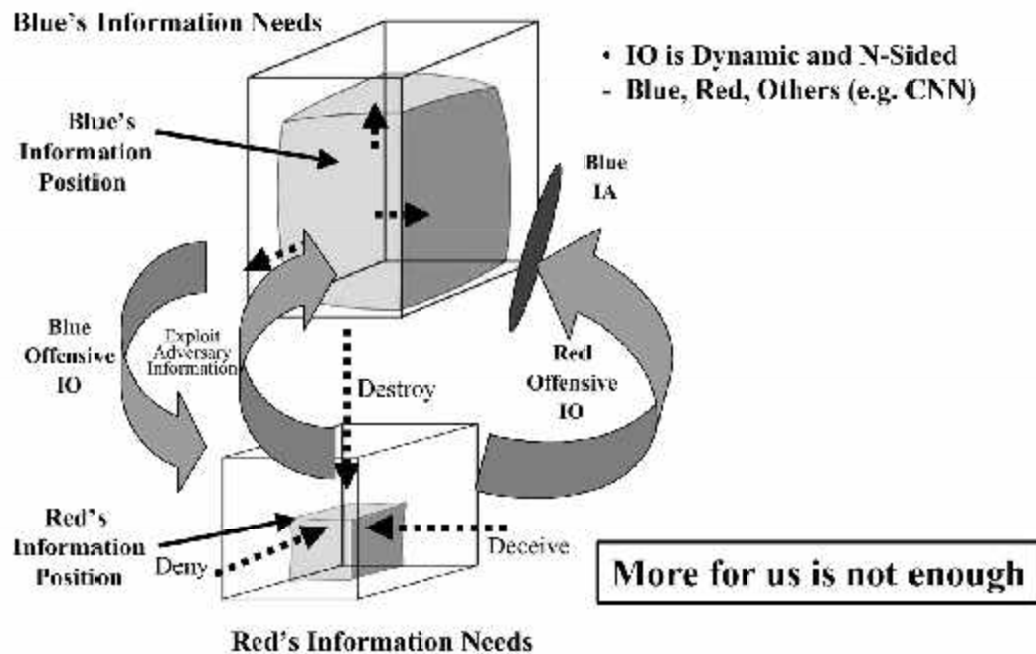 Blue's Information Needs
• IO is Dynamic and N-Sided
- Blue, Red, Others (e.g. CNN)
Blue's
Information
Position
Blue
IA
Blue
Offensive
IO
Exploit
Adversary
Information
Destroy
Red
Offensive
IO
Red's
Information
Position
Deny
Deceive
More for us is not enough
Red's Information Needs